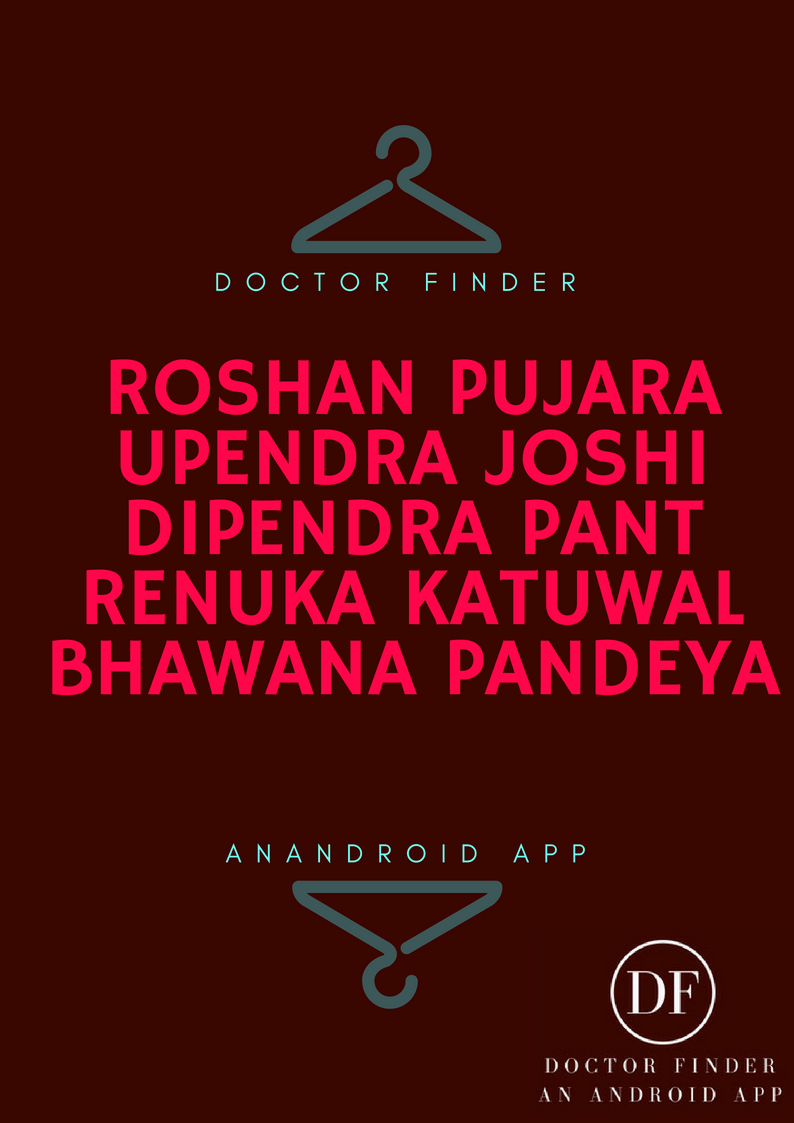 DOCTOR FINDER
ROSHAN PUJARA
UPENDRA JOSHI
DIPENDRA PANT
RENUKA KATUWAL
BHAWANA PANDEYA
ANANDROID APP
DF
DOCTOR FINDER
AN ANDROID APP